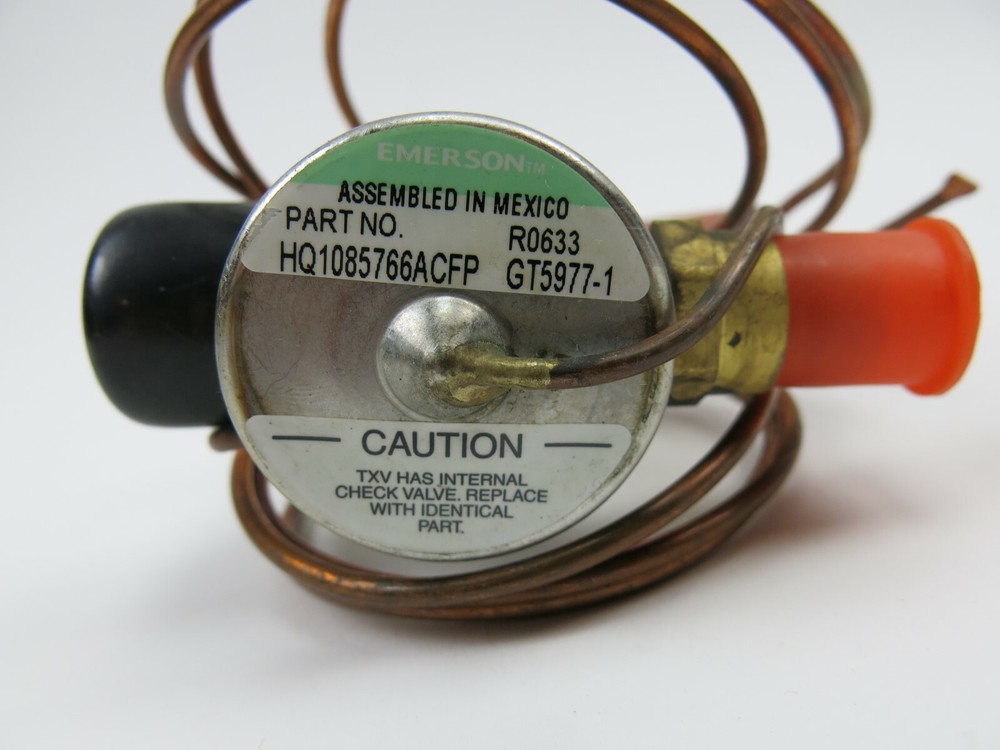 EMERSON™
ASSEMBLED IN MEXICO
PART NO. R0633
HQ1085766ACFP GT5977-1
CAUTION
TXV HAS INTERNAL
CHECK VALVE. REPLACE
WITH IDENTICAL
PART.